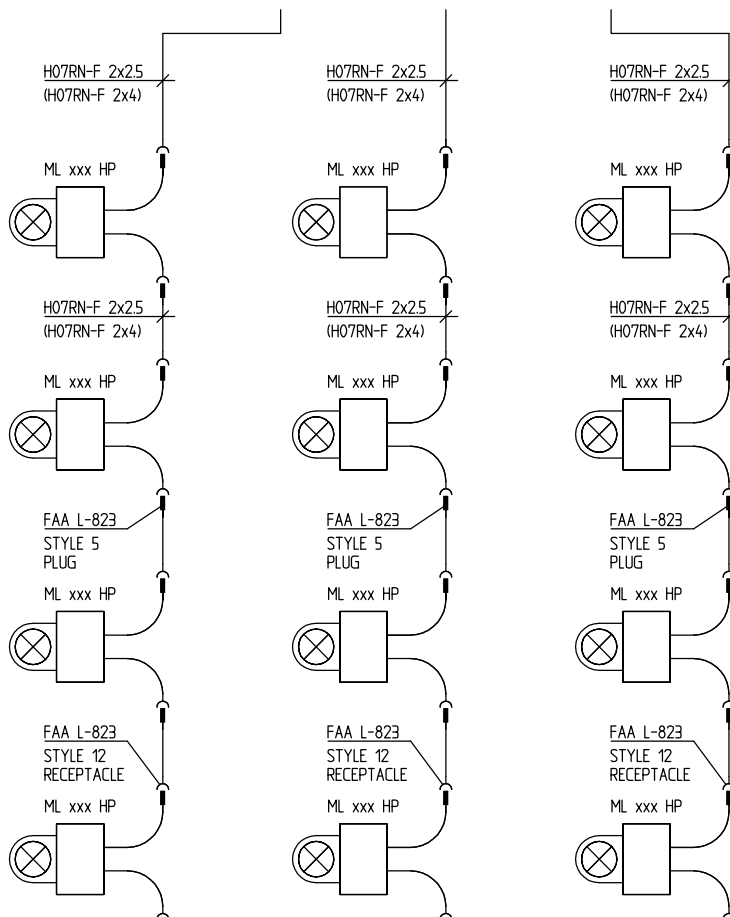 H07RN-F 2x2.5
(H07RN-F 2x4)
H07RN-F 2x2.5
(H07RN-F 2x4)
H07RN-F 2x2.5
(H07RN-F 2x4)
ML xxx HP
ML xxx HP
ML xxx HP
H07RN-F 2x2.5
(H07RN-F 2x4)
H07RN-F 2x2.5
(H07RN-F 2x4)
H07RN-F 2x2.5
(H07RN-F 2x4)
ML xxx HP
ML xxx HP
ML xxx HP
FAA L-823
STYLE 5
PLUG
FAA L-823
STYLE 5
PLUG
FAA L-823
STYLE 5
PLUG
ML xxx HP
ML xxx HP
ML xxx HP
FAA L-823
STYLE 12
RECEPTACLE
FAA L-823
STYLE 12
RECEPTACLE
FAA L-823
STYLE 12
RECEPTACLE
ML xxx HP
ML xxx HP
ML xxx HP